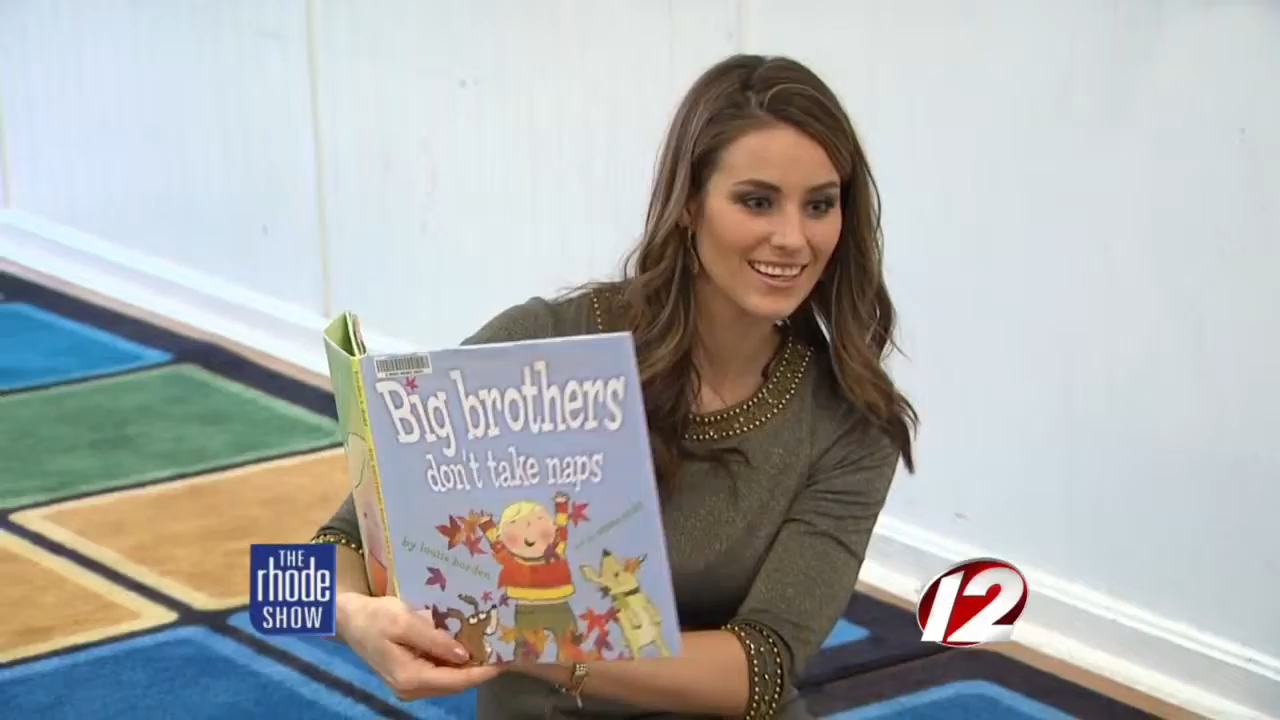 Big brothers
don't take naps
by louise borden
THE
rhode
SHOW
12